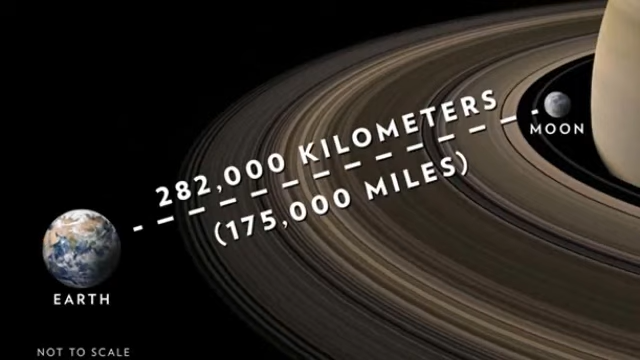 282,000 KILOMETERS
(175,000 MILES)
MOON
EARTH
NOT TO SCALE